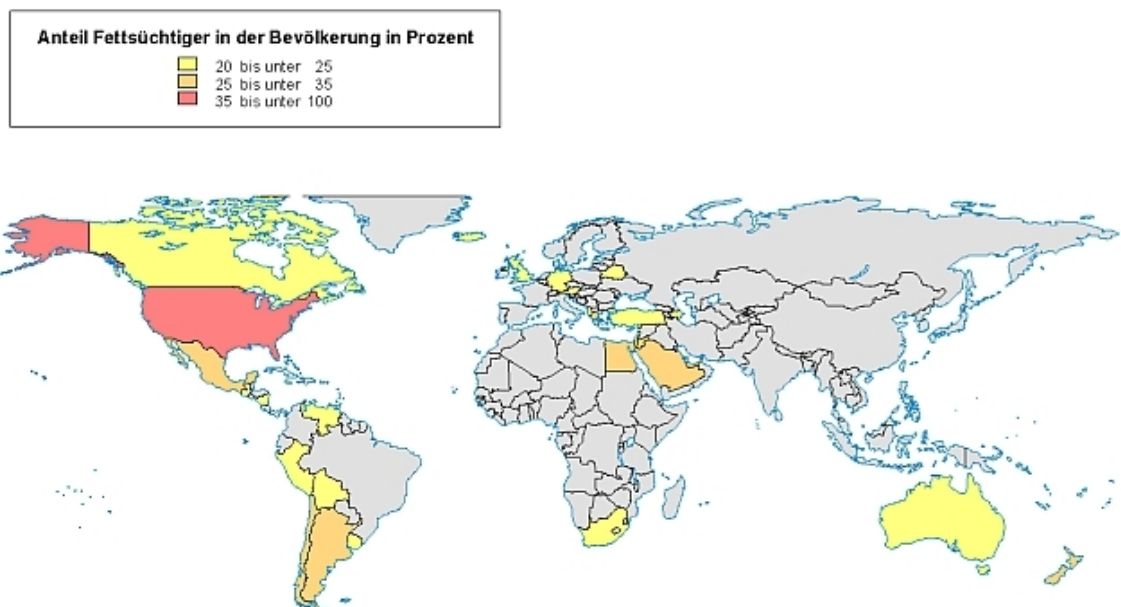 Anteil Fettsüchtiger in der Bevölkerung in Prozent
20 bis unter 25
25 bis unter 35
35 bis unter 100